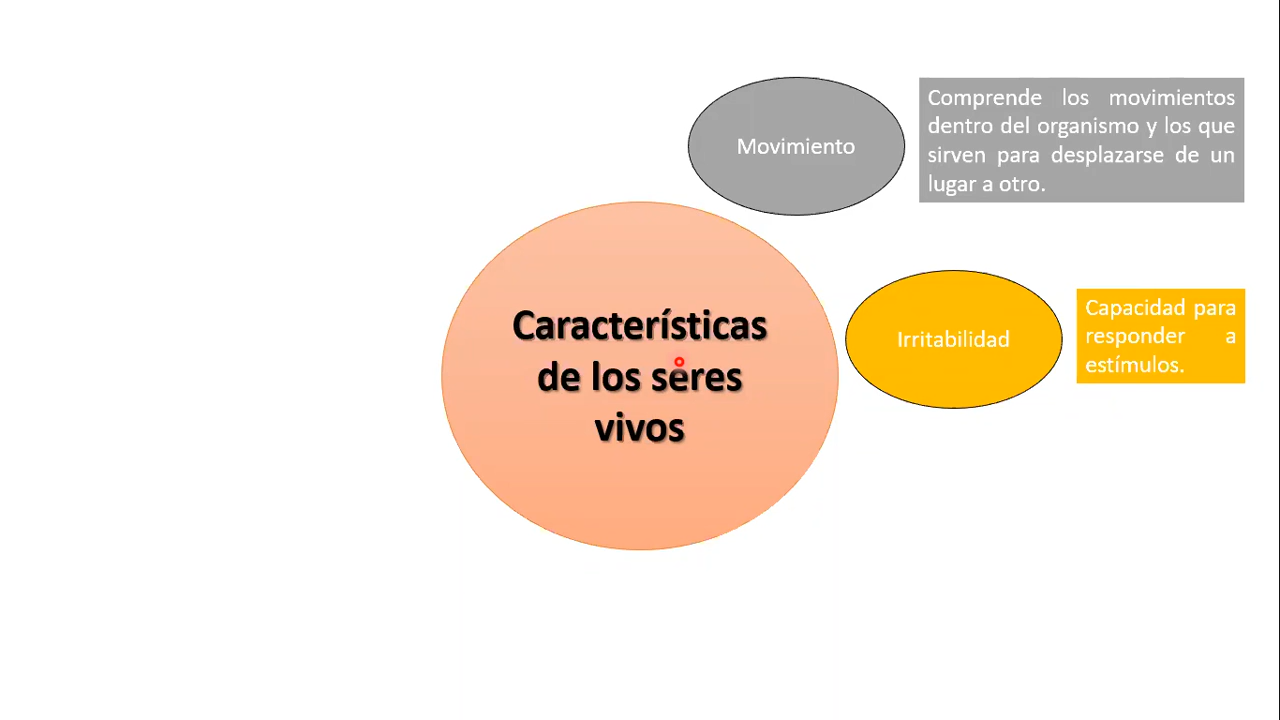 Movimiento
Comprende los movimientos
dentro del organismo y los que
sirven para desplazarse de un
lugar a otro.
Características
de los seres
vivos
Irritabilidad
Capacidad para
responder a
estímulos.